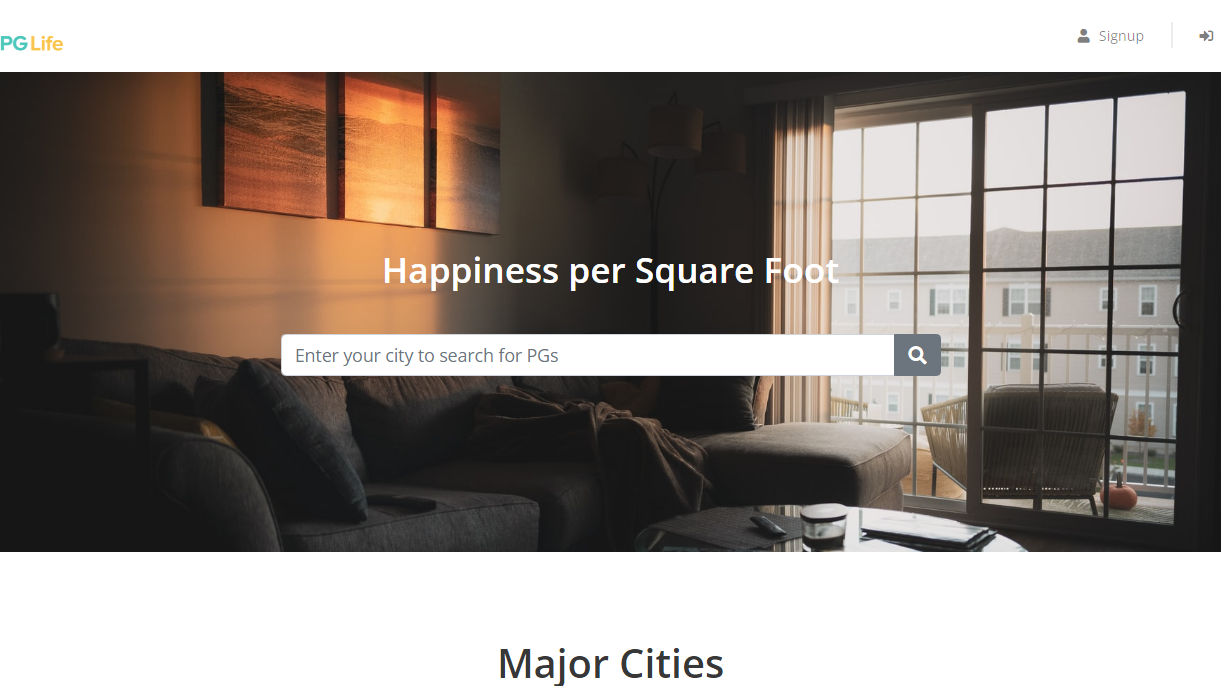 PG Life
Signup
Happiness per Square Foot
Enter your city to search for PGs
Major Cities